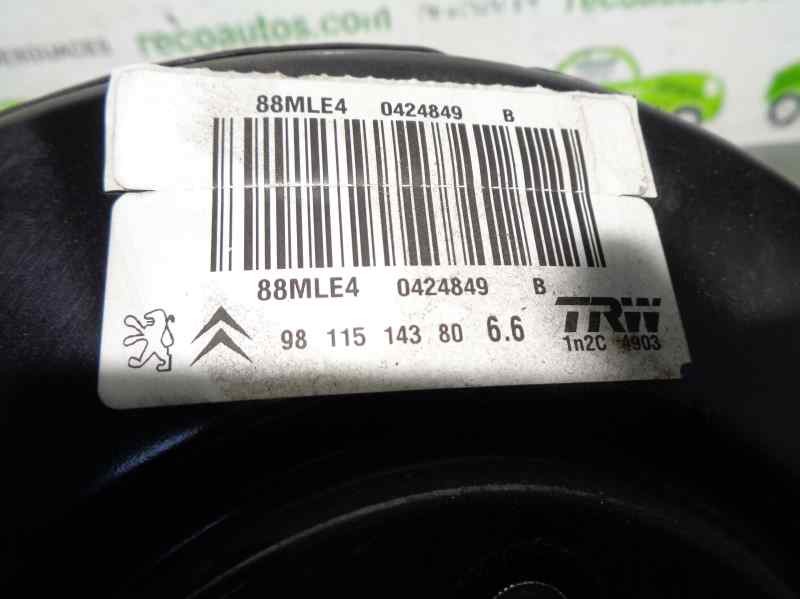 recoautos.com
88MLE4 0424849 B
88MLE4 0424849 B
98 115 143 80 6.6 TRW
1n2C 4903